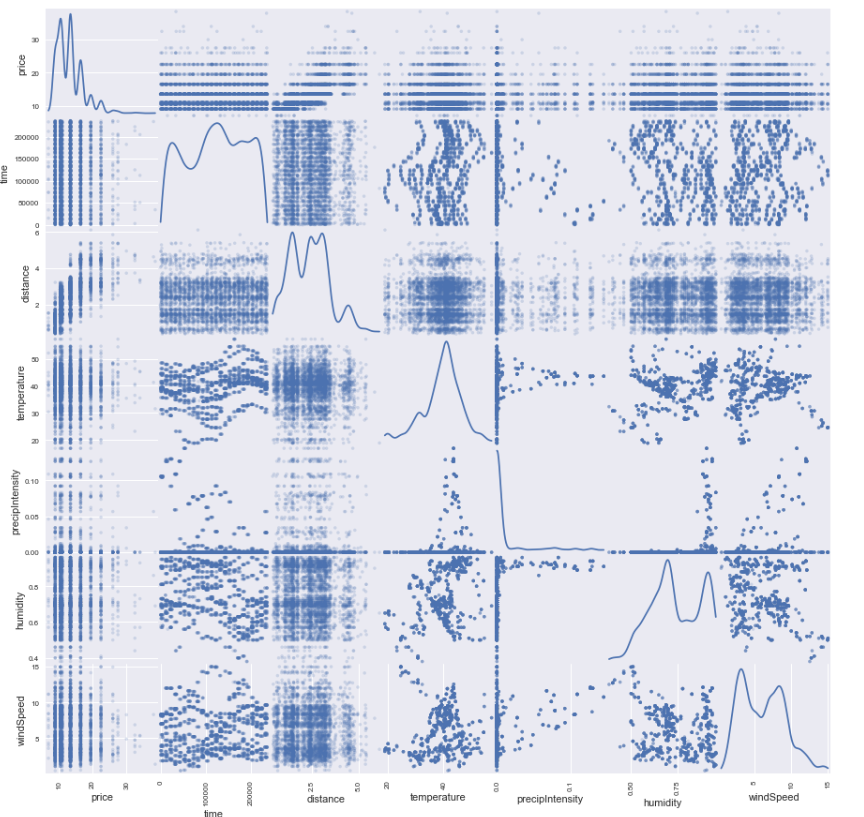 price
30
20
10
time
200000
150000
100000
50000
0
distance
6
4
2
temperature
50
40
30
20
precipIntensity
0.10
0.05
0.00
humidity
0.8
0.6
0.4
windSpeed
15
10
5
10
20
30
0
100000
200000
2.5
5.0
20
40
0.0
0.1
0.50
0.75
5
10
15
price
time
distance
temperature
precipIntensity
humidity
windSpeed